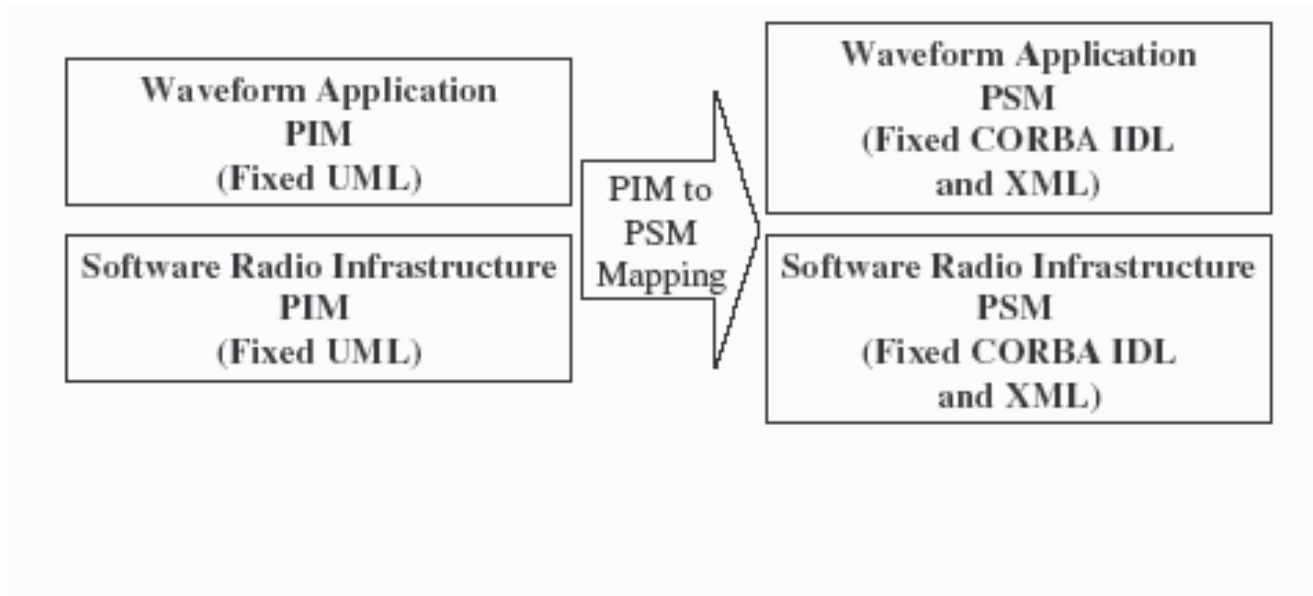 Waveform Application
PIM
(Fixed UML)
Software Radio Infrastructure
PIM
(Fixed UML)
PIM to
PSM
Mapping
Waveform Application
PSM
(Fixed CORBA IDL
and XML)
Software Radio Infrastructure
PSM
(Fixed CORBA IDL
and XML)